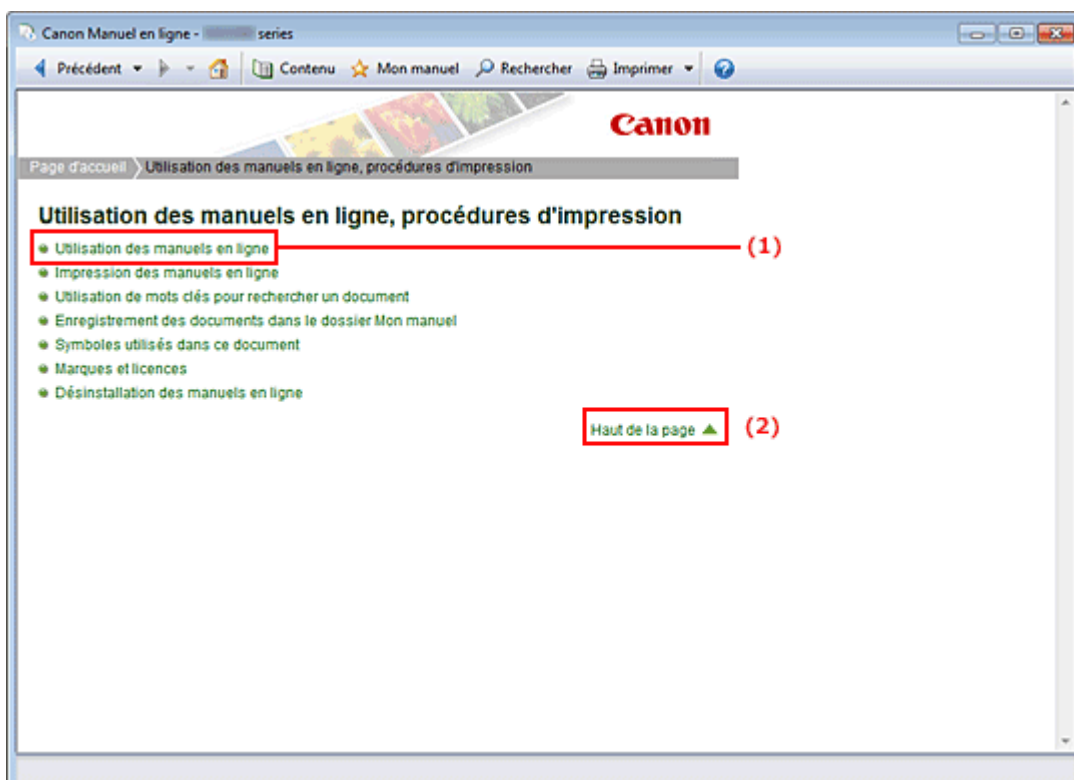 Canon Manuel en ligne - series
Précédent Contenu Mon manuel Rechercher Imprimer
Canon
Page d'accueil Utilisation des manuels en ligne, procédures d'impression
Utilisation des manuels en ligne, procédures d'impression
Utilisation des manuels en ligne (1)
Impression des manuels en ligne
Utilisation de mots clés pour rechercher un document
Enregistrement des documents dans le dossier Mon manuel
Symboles utilisés dans ce document
Marques et licences
Désinstallation des manuels en ligne
Haut de la page (2)